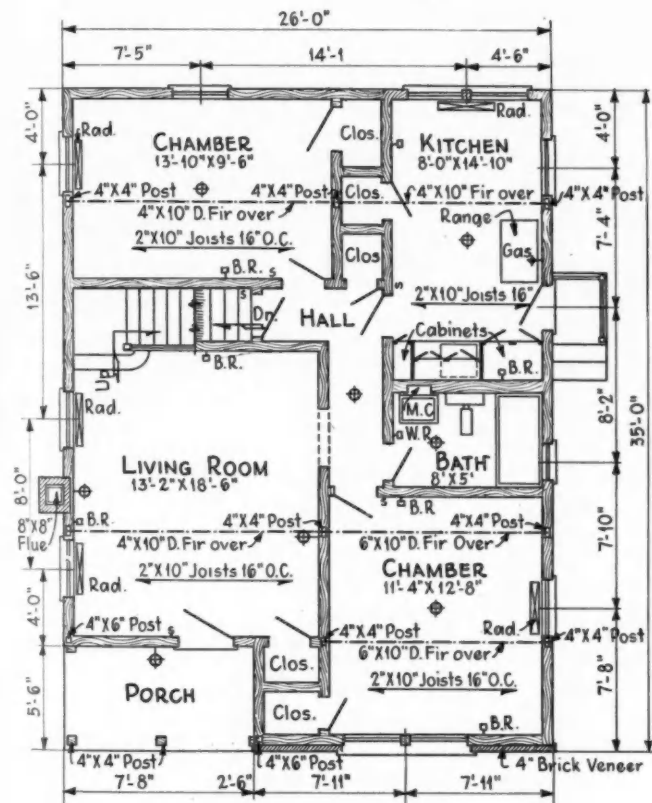 26'-0"
7'-5" 14'-1 4'-6"
4'-0"
Rad.
CHAMBER
13'-10"X9'-6"
Clos.
KITCHEN
8'-0"X14'-10"
Rad.
4'-0"
4"X4" Post
4"X4" Post
Clos.
4"X10" Fir over
4"X4" Post
4"X10" D. Fir over
Range
7'-4"
2"X10" Joists 16" O.C.
Clos.
Gas
13'-6"
B.R. s
s
2"X10" Joists 16"
s
Dn.
HALL
Cabinets
Up
B.R.
B.R.
35'-0"
8'-2"
Rad.
M.C.
W.R.
LIVING ROOM
13'-2"X18'-6"
BATH
8'X5'
8'-0"
8"X8"
Flue
B.R.
s
B.R.
4"X4" Post
4"X4" Post
4"X10" D. Fir over
6"X10" D. Fir Over
7'-10"
Rad.
2"X10" Joists 16" O.C.
CHAMBER
11'-4"X12'-8"
4'-0"
4"X6" Post s
4"X4" Post
Rad.
4"X4" Post
6"X10" D. Fir over
Clos.
7'-8"
5'-6"
PORCH
2"X10" Joists 16" O.C.
Clos.
B.R.
4"X4" Post
4"X6" Post
4" Brick Veneer
7'-8" 2'-6" 7'-11" 7'-11"